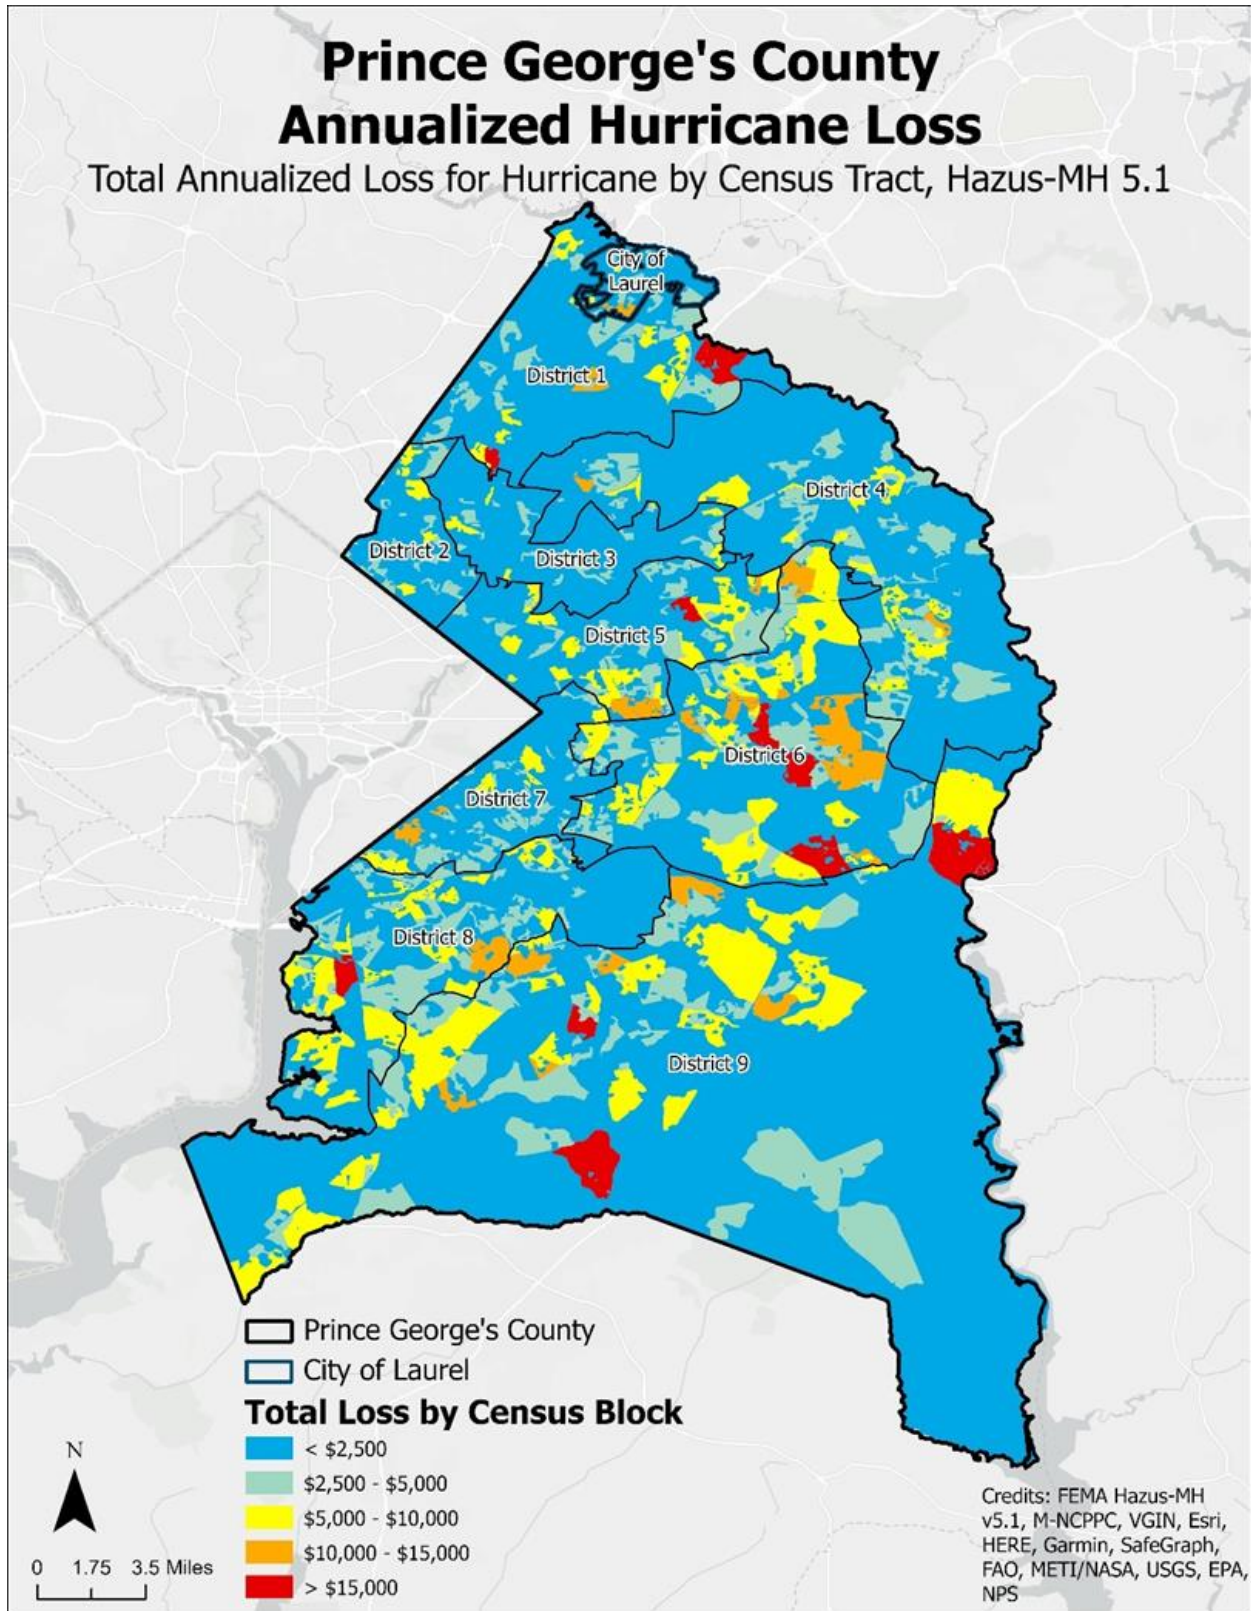 Prince George's County
Annualized Hurricane Loss
Total Annualized Loss for Hurricane by Census Tract, Hazus-MH 5.1
City of
Laurel
District 1
District 4
District 2
District 3
District 5
District 6
District 7
District 8
District 9
Prince George's County
City of Laurel
Total Loss by Census Block
< $2,500
$2,500 - $5,000
$5,000 - $10,000
$10,000 - $15,000
> $15,000
N
0 1.75 3.5 Miles
Credits: FEMA Hazus-MH
v5.1, M-NCPPC, VGIN, Esri,
HERE, Garmin, SafeGraph,
FAO, METI/NASA, USGS, EPA,
NPS